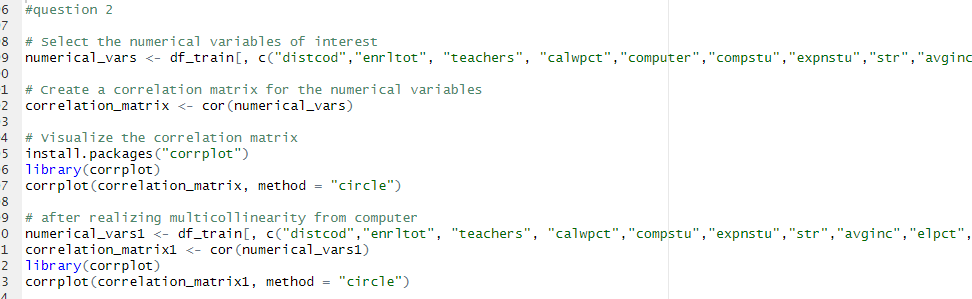 6 #question 2
7
8 # Select the numerical variables of interest
9 numerical_vars <- df_train[, c("distcod","enrltot", "teachers", "calwpct","computer","compstu","expnstu","str","avginc
0
1 # Create a correlation matrix for the numerical variables
2 correlation_matrix <- cor(numerical_vars)
3
4 # Visualize the correlation matrix
5 install.packages("corrplot")
6 library(corrplot)
7 corrplot(correlation_matrix, method = "circle")
8
9 # after realizing multicollinearity from computer
0 numerical_vars1 <- df_train[, c("distcod","enrltot", "teachers", "calwpct","compstu","expnstu","str","avginc","elpct",
1 correlation_matrix1 <- cor(numerical_vars1)
2 library(corrplot)
3 corrplot(correlation_matrix1, method = "circle")
4